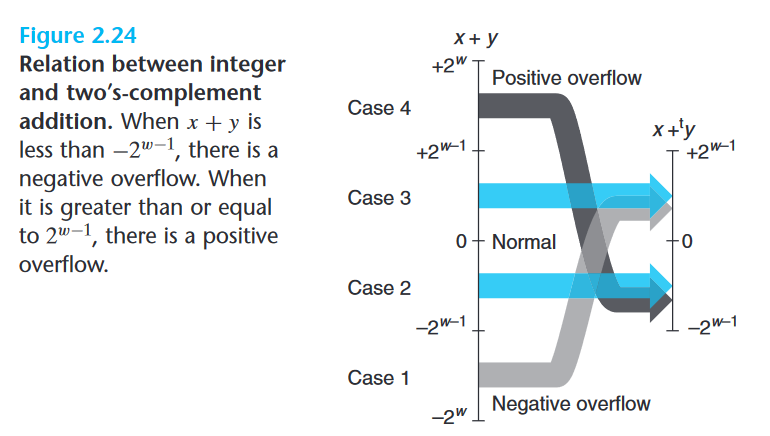 Figure 2.24
Relation between integer
and two's-complement
addition. When x + y is
less than −2^{w−1}, there is a
negative overflow. When
it is greater than or equal
to 2^{w−1}, there is a positive
overflow.
x + y
+2^w
Positive overflow
Case 4
x +^t y
+2^{w–1}
+2^{w–1}
Case 3
0
Normal
0
Case 2
–2^{w–1}
–2^{w–1}
Case 1
Negative overflow
–2^w